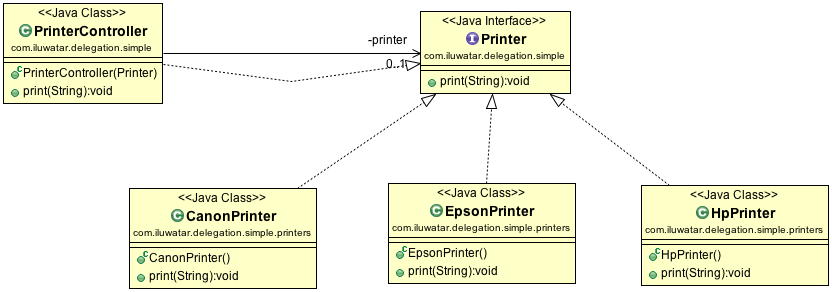 <<Java Class>>
PrinterController
com.iluwatar.delegation.simple
PrinterController(Printer)
print(String):void
-printer
0..1
<<Java Interface>>
Printer
com.iluwatar.delegation.simple
print(String):void
<<Java Class>>
CanonPrinter
com.iluwatar.delegation.simple.printers
CanonPrinter()
print(String):void
<<Java Class>>
EpsonPrinter
com.iluwatar.delegation.simple.printers
EpsonPrinter()
print(String):void
<<Java Class>>
HpPrinter
com.iluwatar.delegation.simple.printers
HpPrinter()
print(String):void